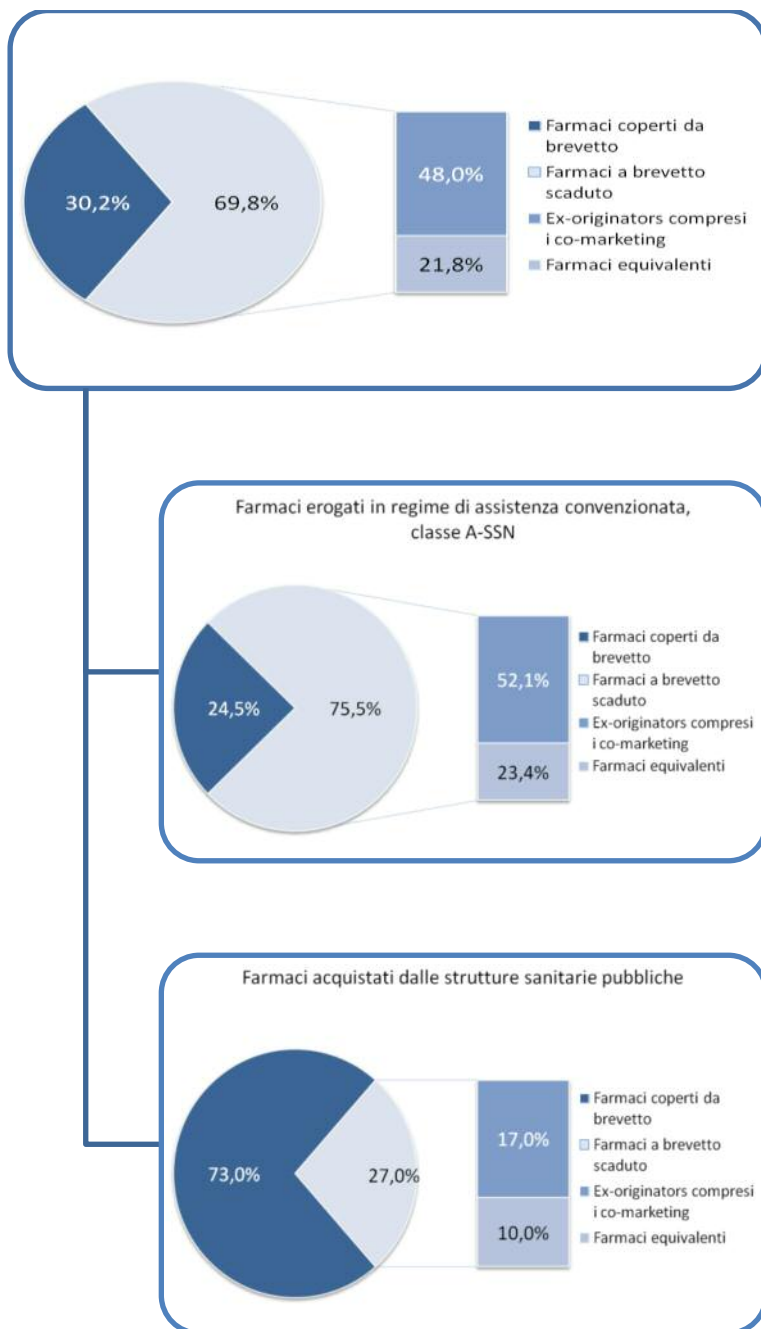 30,2%
69,8%
48,0%
21,8%
Farmaci coperti da
brevetto
Farmaci a brevetto
scaduto
Ex-originators compresi
i co-marketing
Farmaci equivalenti
Farmaci erogati in regime di assistenza convenzionata,
classe A-SSN
24,5%
75,5%
52,1%
23,4%
Farmaci coperti da
brevetto
Farmaci a brevetto
scaduto
Ex-originators compresi
i co-marketing
Farmaci equivalenti
Farmaci acquistati dalle strutture sanitarie pubbliche
73,0%
27,0%
17,0%
10,0%
Farmaci coperti da
brevetto
Farmaci a brevetto
scaduto
Ex-originators compresi
i co-marketing
Farmaci equivalenti